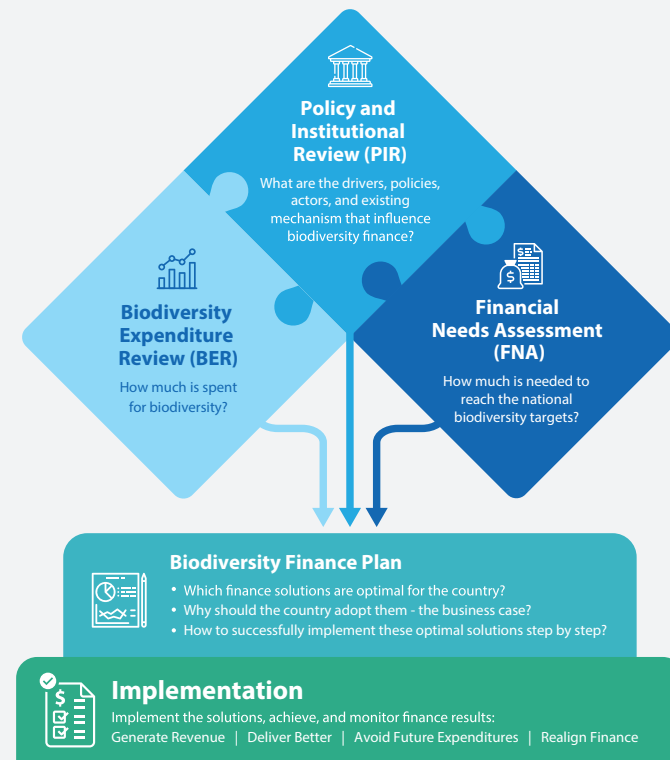 Policy and
Institutional
Review (PIR)
What are the drivers, policies,
actors, and existing
mechanism that influence
biodiversity finance?
Biodiversity
Expenditure
Review (BER)
How much is spent
for biodiversity?
Financial
Needs Assessment
(FNA)
How much is needed to
reach the national
biodiversity targets?
Biodiversity Finance Plan
• Which finance solutions are optimal for the country?
• Why should the country adopt them - the business case?
• How to successfully implement these optimal solutions step by step?
Implementation
Implement the solutions, achieve, and monitor finance results:
Generate Revenue | Deliver Better | Avoid Future Expenditures | Realign Finance